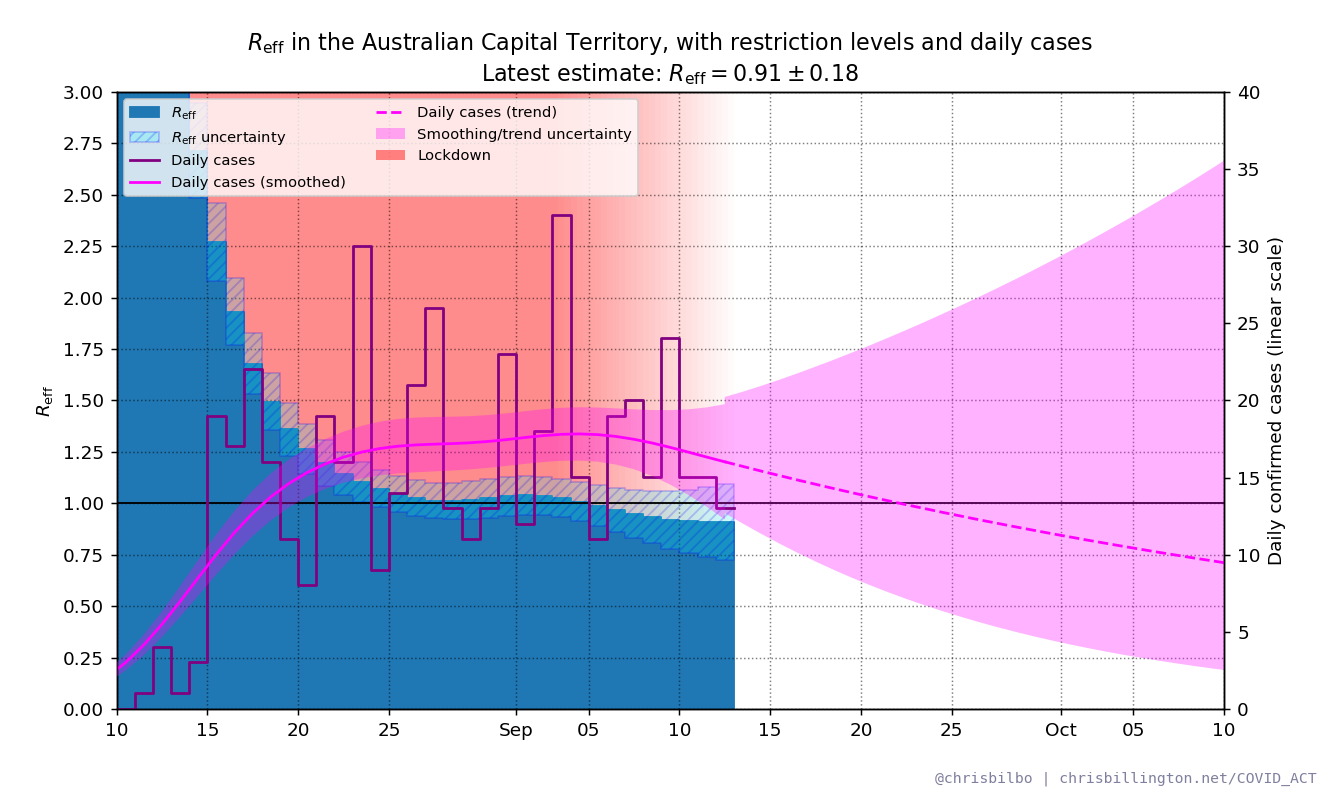 R_eff in the Australian Capital Territory, with restriction levels and daily cases
Latest estimate: R_eff = 0.91 ± 0.18
R_eff
R_eff uncertainty
Daily cases
Daily cases (smoothed)
Daily cases (trend)
Smoothing/trend uncertainty
Lockdown
R_eff
3.00
2.75
2.50
2.25
2.00
1.75
1.50
1.25
1.00
0.75
0.50
0.25
0.00
40
35
30
25
20
15
10
5
0
Daily confirmed cases (linear scale)
10 15 20 25 Sep 05 10 15 20 25 Oct 05 10
@chrisbilbo | chrisbillington.net/COVID_ACT